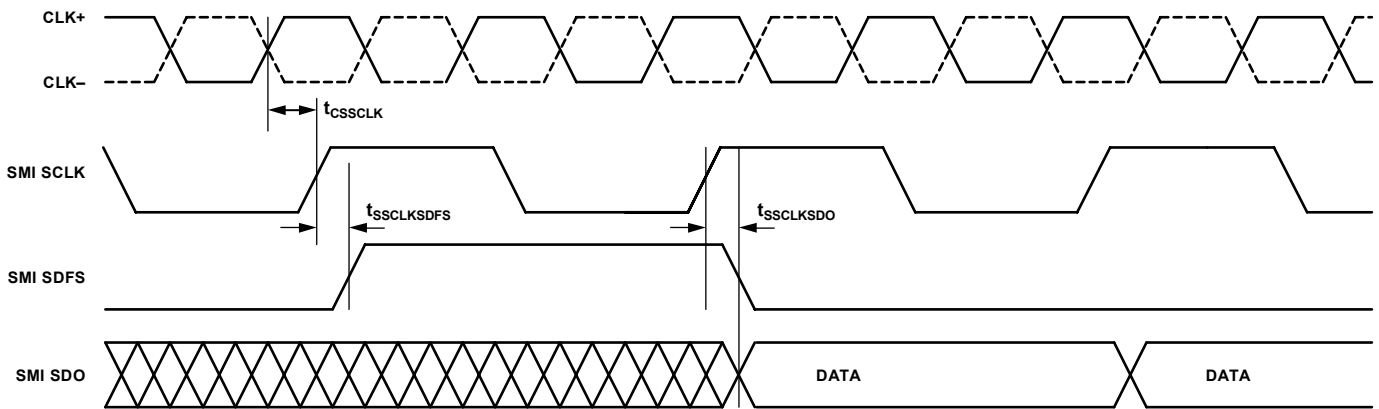 CLK+
CLK–
tCSSCLK
SMI SCLK
tSSCLKSDFS
tSSCLKSDO
SMI SDFS
SMI SDO
DATA
DATA